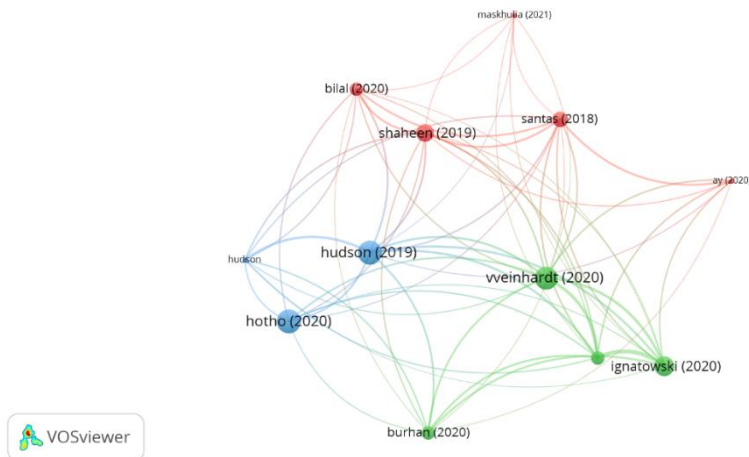 maskhulia (2021)
bilal (2020)
santas (2018)
shaheen (2019)
ay (2020)
hudson (2019)
hudson
vveinhardt (2020)
hotho (2020)
ignatowski (2020)
burhan (2020)
VOSviewer